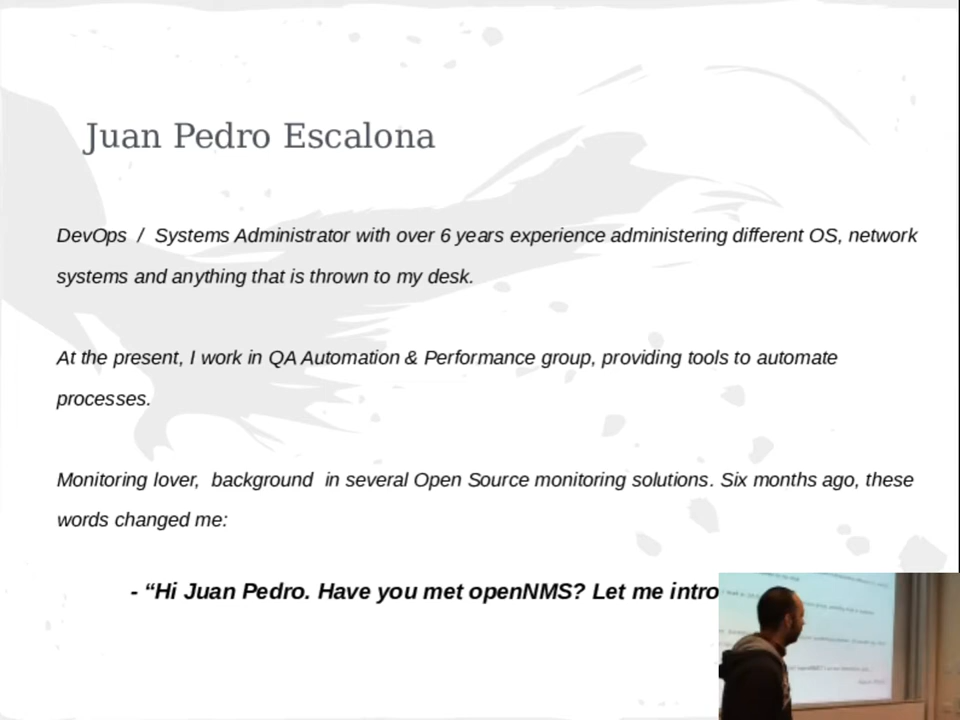 Juan Pedro Escalona
DevOps / Systems Administrator with over 6 years experience administering different OS, network
systems and anything that is thrown to my desk.
At the present, I work in QA Automation & Performance group, providing tools to automate
processes.
Monitoring lover, background in several Open Source monitoring solutions. Six months ago, these
words changed me:
- “Hi Juan Pedro. Have you met openNMS? Let me intro